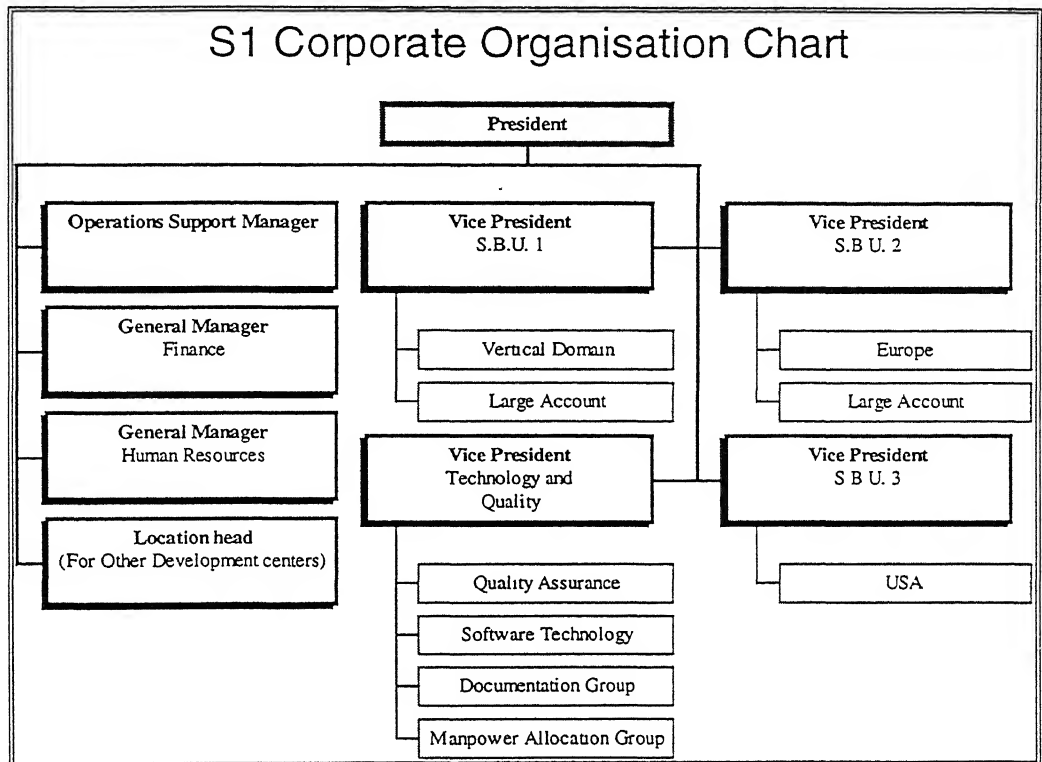 S1 Corporate Organisation Chart
President
Operations Support Manager
Vice President
S.B.U. 1
Vice President
S.B U. 2
General Manager
Finance
Vertical Domain
Large Account
Europe
Large Account
General Manager
Human Resources
Vice President
Technology and
Quality
Vice President
S B U. 3
Location head
(For Other Development centers)
Quality Assurance
Software Technology
Documentation Group
Manpower Allocation Group
USA